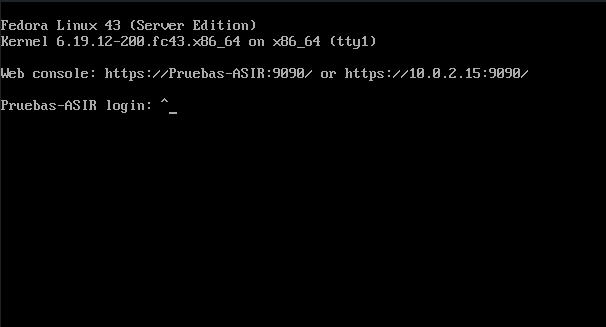 Fedora Linux 43 (Server Edition)
Kernel 6.19.12-200.fc43.x86_64 on x86_64 (tty1)
Web console: https://Pruebas-ASIR:9090/ or https://10.0.2.15:9090/
Pruebas-ASIR login: ^_